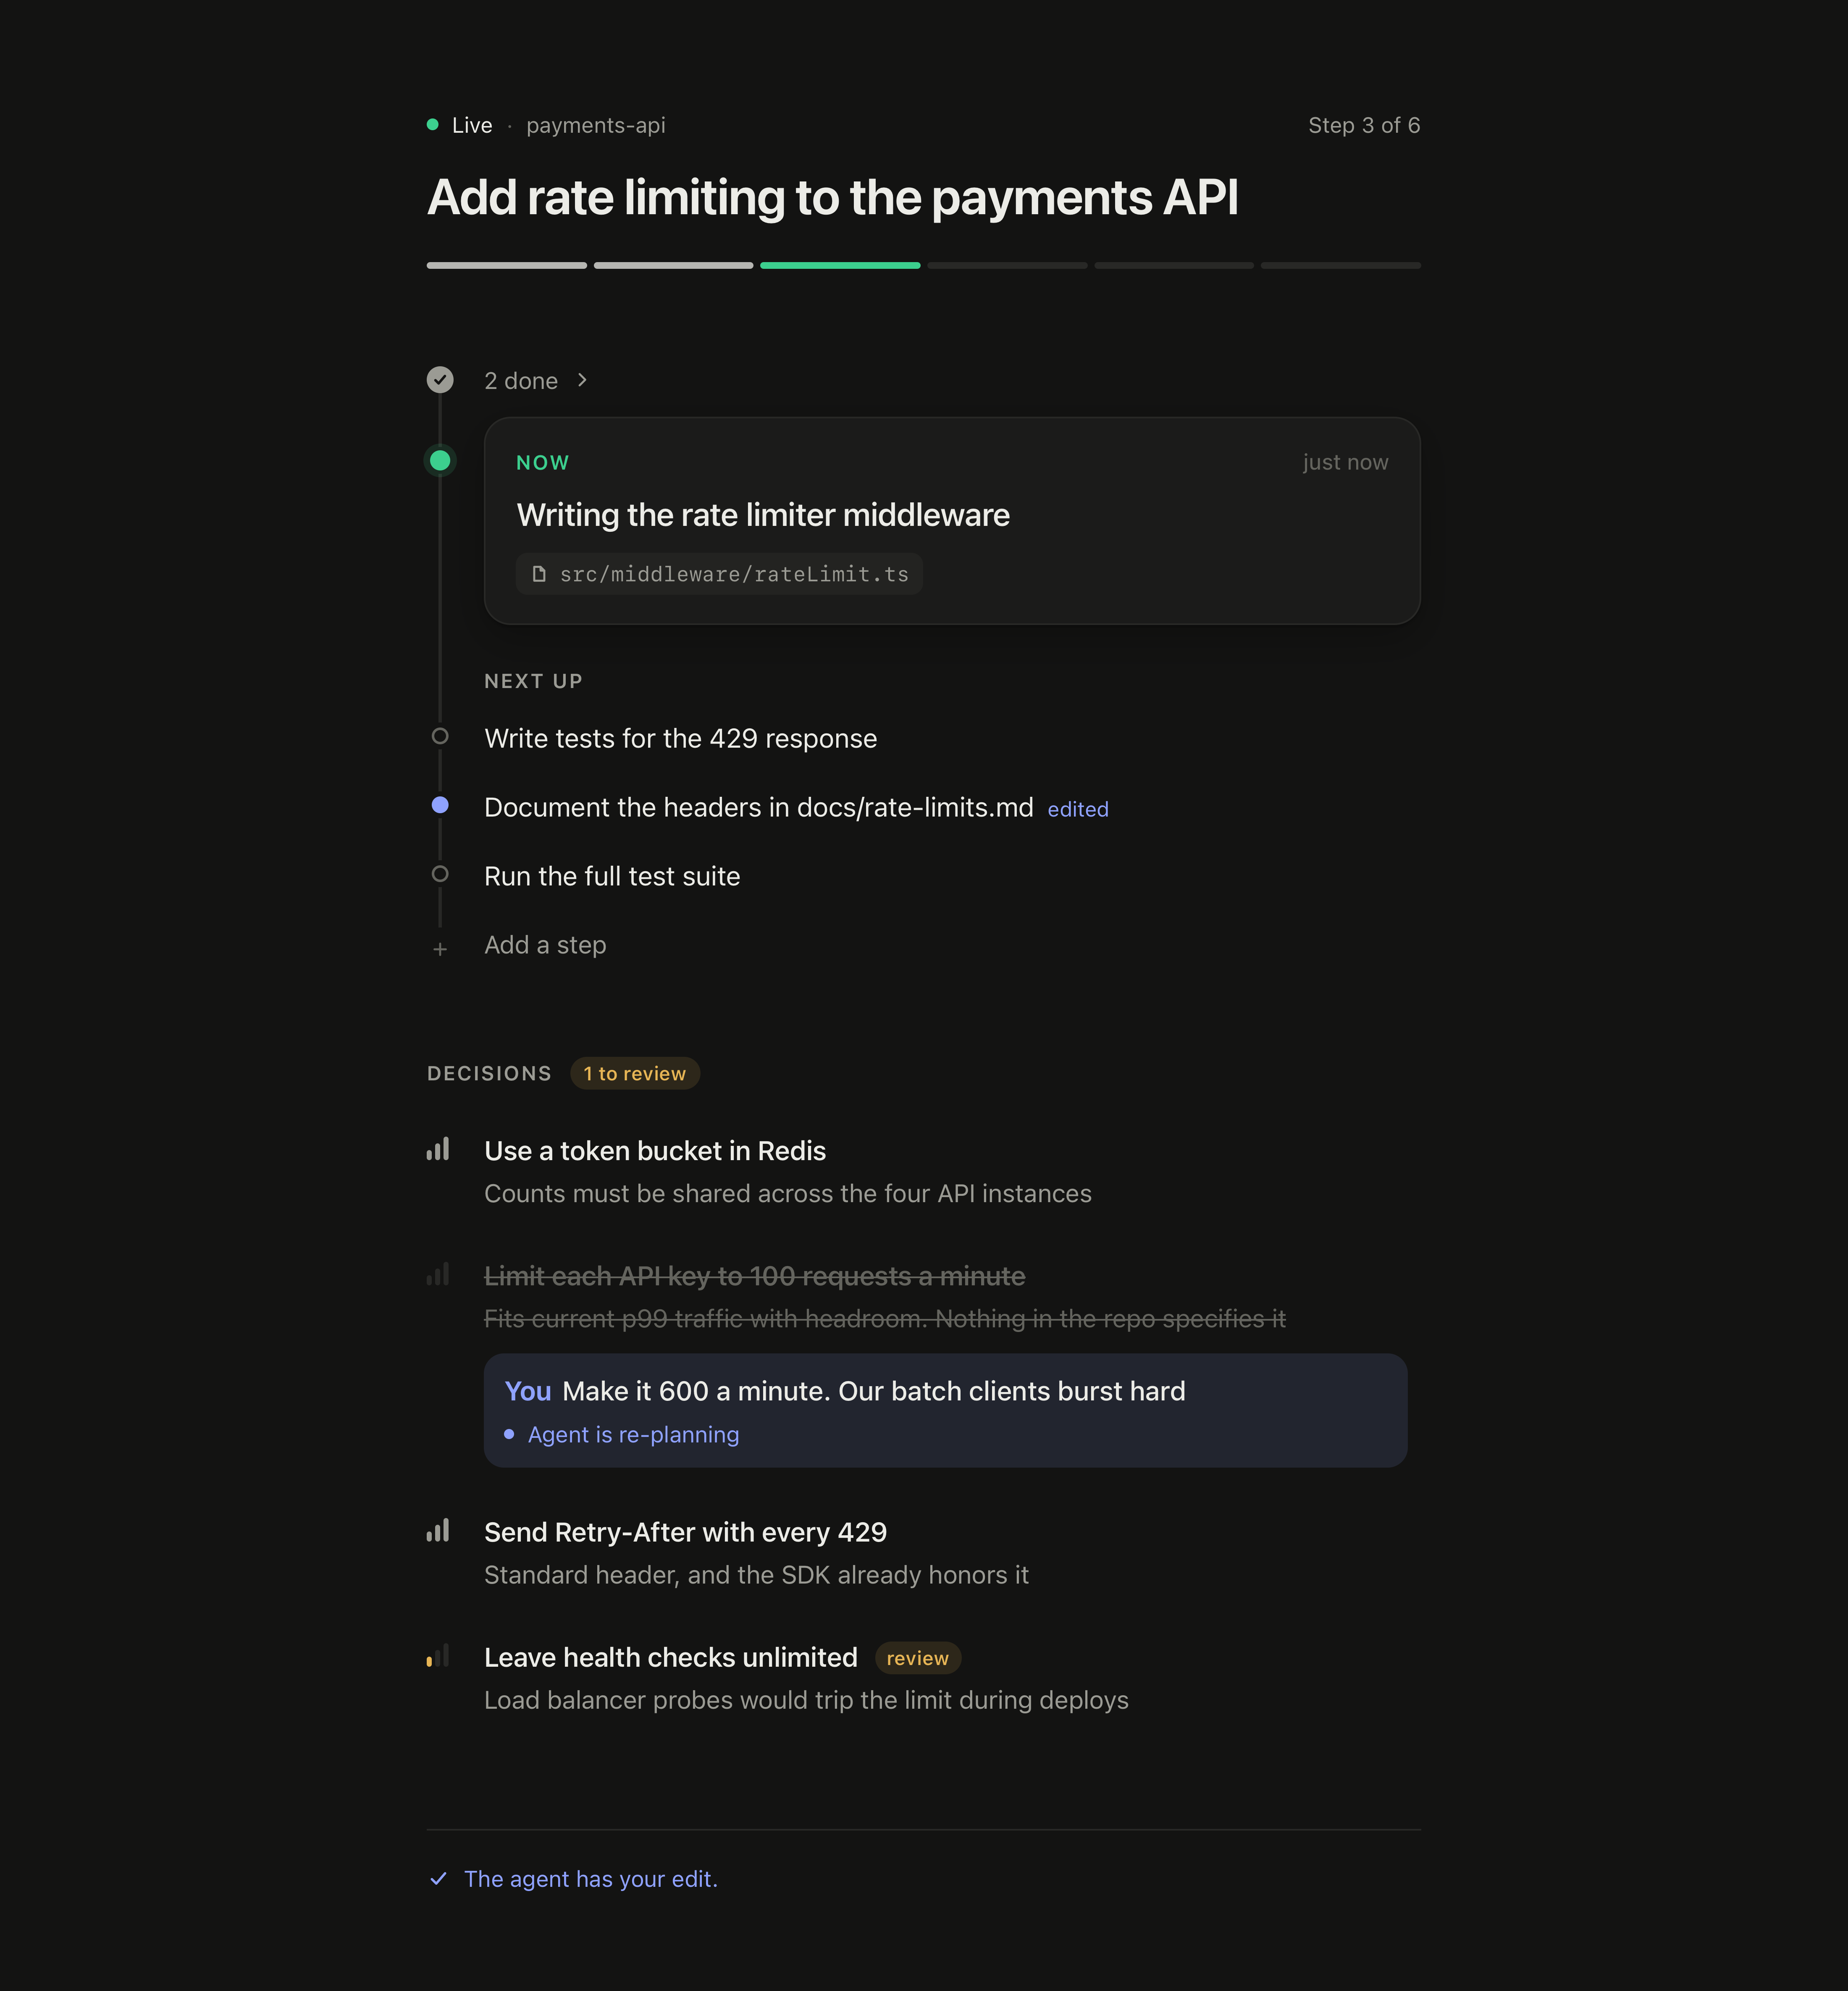 Live · payments-api Step 3 of 6
Add rate limiting to the payments API
2 done
NOW just now
Writing the rate limiter middleware
src/middleware/rateLimit.ts
NEXT UP
Write tests for the 429 response
Document the headers in docs/rate-limits.md edited
Run the full test suite
+ Add a step
DECISIONS 1 to review
Use a token bucket in Redis
Counts must be shared across the four API instances
Limit each API key to 100 requests a minute
Fits current p99 traffic with headroom. Nothing in the repo specifies it
You Make it 600 a minute. Our batch clients burst hard
Agent is re-planning
Send Retry-After with every 429
Standard header, and the SDK already honors it
Leave health checks unlimited review
Load balancer probes would trip the limit during deploys
The agent has your edit.